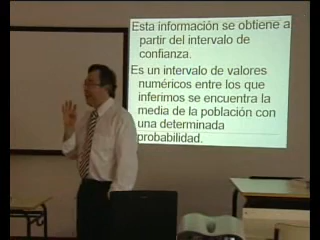 Esta información se obtiene a
partir del intervalo de
confianza.
Es un intervalo de valores
numéricos entre los que
inferimos se encuentra la
media de la población con
una determinada
probabilidad.